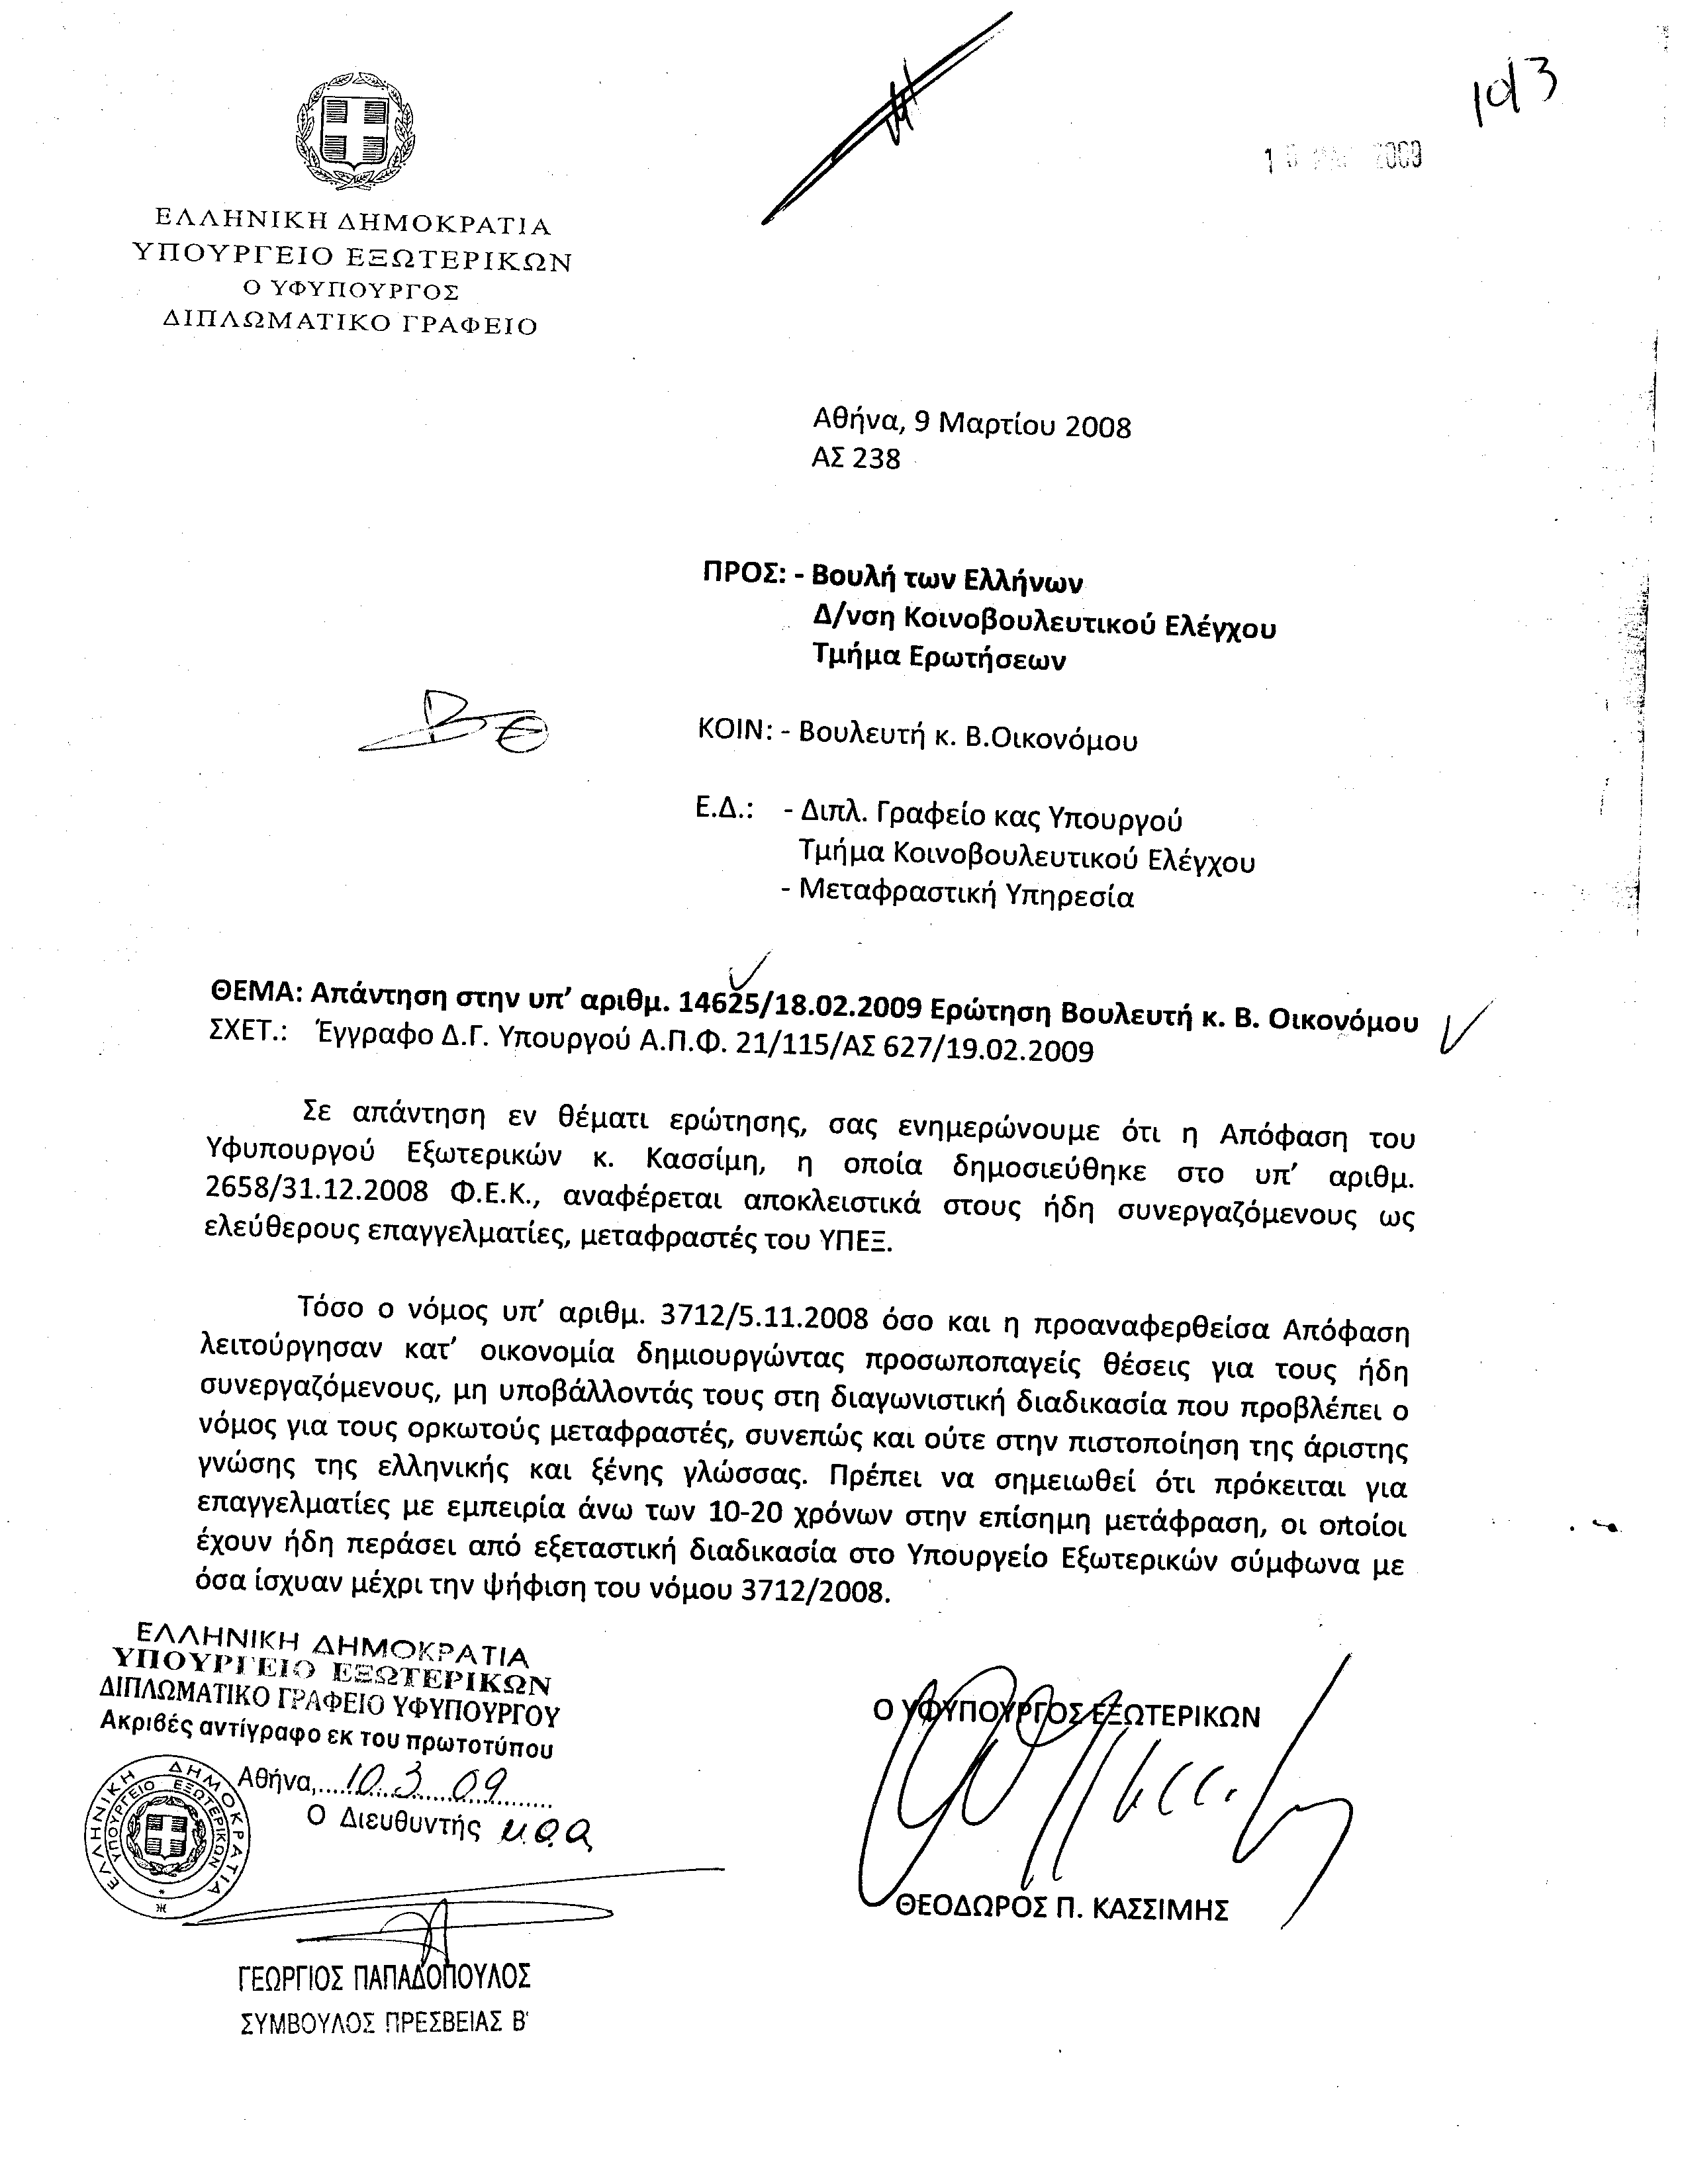 10/3
2009
ΕΛΛΗΝΙΚΗ ΔΗΜΟΚΡΑΤΙΑ
ΥΠΟΥΡΓΕΙΟ ΕΞΩΤΕΡΙΚΩΝ
Ο ΥΦΥΠΟΥΡΓΟΣ
ΔΙΠΛΩΜΑΤΙΚΟ ΓΡΑΦΕΙΟ
Αθήνα, 9 Μαρτίου 2008
ΑΣ 238
ΠΡΟΣ: - Βουλή των Ελλήνων
Δ/νση Κοινοβουλευτικού Ελέγχου
Τμήμα Ερωτήσεων
ΚΟΙΝ: - Βουλευτή κ. Β.Οικονόμου
Ε.Δ.: - Διπλ. Γραφείο κας Υπουργού
Τμήμα Κοινοβουλευτικού Ελέγχου
- Μεταφραστική Υπηρεσία
ΘΕΜΑ: Απάντηση στην υπ’ αριθμ. 14625/18.02.2009 Ερώτηση Βουλευτή κ. Β. Οικονόμου
ΣΧΕΤ.: Έγγραφο Δ.Γ. Υπουργού Α.Π.Φ. 21/115/ΑΣ 627/19.02.2009
Σε απάντηση εν θέματι ερώτησης, σας ενημερώνουμε ότι η Απόφαση του
Υφυπουργού Εξωτερικών κ. Κασσίμη, η οποία δημοσιεύθηκε στο υπ’ αριθμ.
2658/31.12.2008 Φ.Ε.Κ., αναφέρεται αποκλειστικά στους ήδη συνεργαζόμενους ως
ελεύθερους επαγγελματίες, μεταφραστές του ΥΠΕΞ.
Τόσο ο νόμος υπ’ αριθμ. 3712/5.11.2008 όσο και η προαναφερθείσα Απόφαση
λειτούργησαν κατ’ οικονομία δημιουργώντας προσωποπαγείς θέσεις για τους ήδη
συνεργαζόμενους, μη υποβάλλοντάς τους στη διαγωνιστική διαδικασία που προβλέπει ο
νόμος για τους ορκωτούς μεταφραστές, συνεπώς και ούτε στην πιστοποίηση της άριστης
γνώσης της ελληνικής και ξένης γλώσσας. Πρέπει να σημειωθεί ότι πρόκειται για
επαγγελματίες με εμπειρία άνω των 10-20 χρόνων στην επίσημη μετάφραση, οι οποίοι
έχουν ήδη περάσει από εξεταστική διαδικασία στο Υπουργείο Εξωτερικών σύμφωνα με
όσα ίσχυαν μέχρι την ψήφιση του νόμου 3712/2008.
ΕΛΛΗΝΙΚΗ ΔΗΜΟΚΡΑΤΙΑ
ΥΠΟΥΡΓΕΙΟ ΕΞΩΤΕΡΙΚΩΝ
ΔΙΠΛΩΜΑΤΙΚΟ ΓΡΑΦΕΙΟ ΥΦΥΠΟΥΡΓΟΥ
Ακριβές αντίγραφο εκ του πρωτοτύπου
Αθήνα,....10..3..09........
Ο Διευθυντής
ΕΛΛΗΝΙΚΗ ΔΗΜΟΚΡΑΤΙΑ
ΥΠΟΥΡΓΕΙΟ ΕΞΩΤΕΡΙΚΩΝ
ΓΕΩΡΓΙΟΣ ΠΑΠΑΔΟΠΟΥΛΟΣ
ΣΥΜΒΟΥΛΟΣ ΠΡΕΣΒΕΙΑΣ Β'
Ο ΥΦΥΠΟΥΡΓΟΣ ΕΞΩΤΕΡΙΚΩΝ
ΘΕΟΔΩΡΟΣ Π. ΚΑΣΣΙΜΗΣ